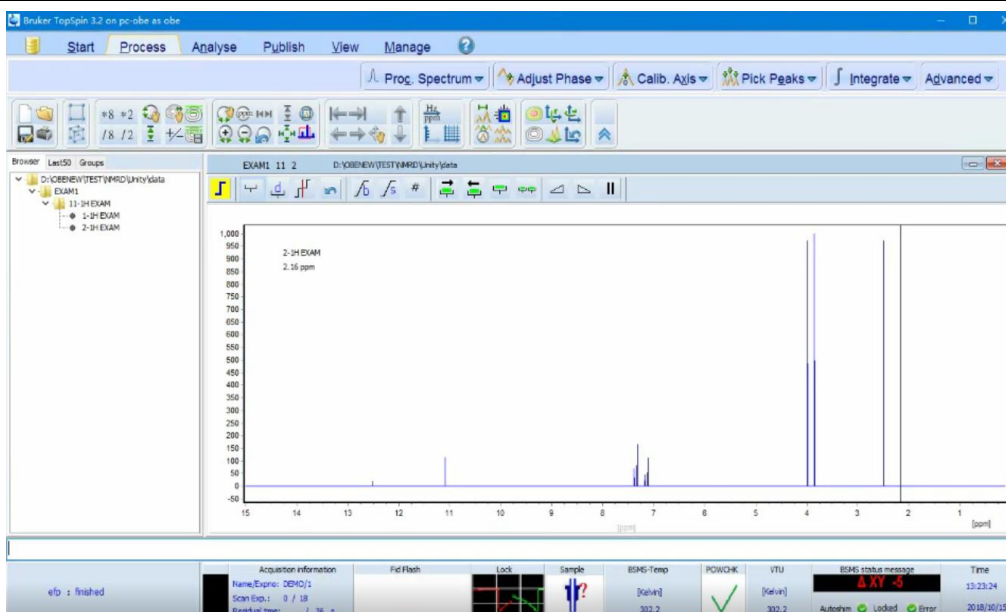 Bruker TopSpin 3.2 on pc-obe as obe
Start Process Analyse Publish View Manage ?
Proc. Spectrum Adjust Phase Calib. Axis Pick Peaks Integrate Advanced
*8 *2
/8 /2
Browser Last50 Groups
EXAM1 11 2 D:\OBENEW\TEST\NMRD\Unity\data
D:\OBENEW\TEST\NMRD\Unity\data
EXAM1
11-1H EXAM
1-1H EXAM
2-1H EXAM
2-1H EXAM
2.16 ppm
1,000
950
900
850
800
750
700
650
600
550
500
450
400
350
300
250
200
150
100
50
0
-50
15 14 13 12 11 10 9 8 7 6 5 4 3 2 1
[ppm]
[ppm]
Acquisition information Fid Flash Lock Sample BSMS-Temp POWCHK VTU BSMS status message Time
efp : finished
Name/Expno: DEMO/1
Scan Exp.: 0 / 18
Residual time: / 36 s
[Kelvin]
302.2
[Kelvin]
302.2
Δ XY -5
Autoshim Locked Error
13:23:24
2018/10/1